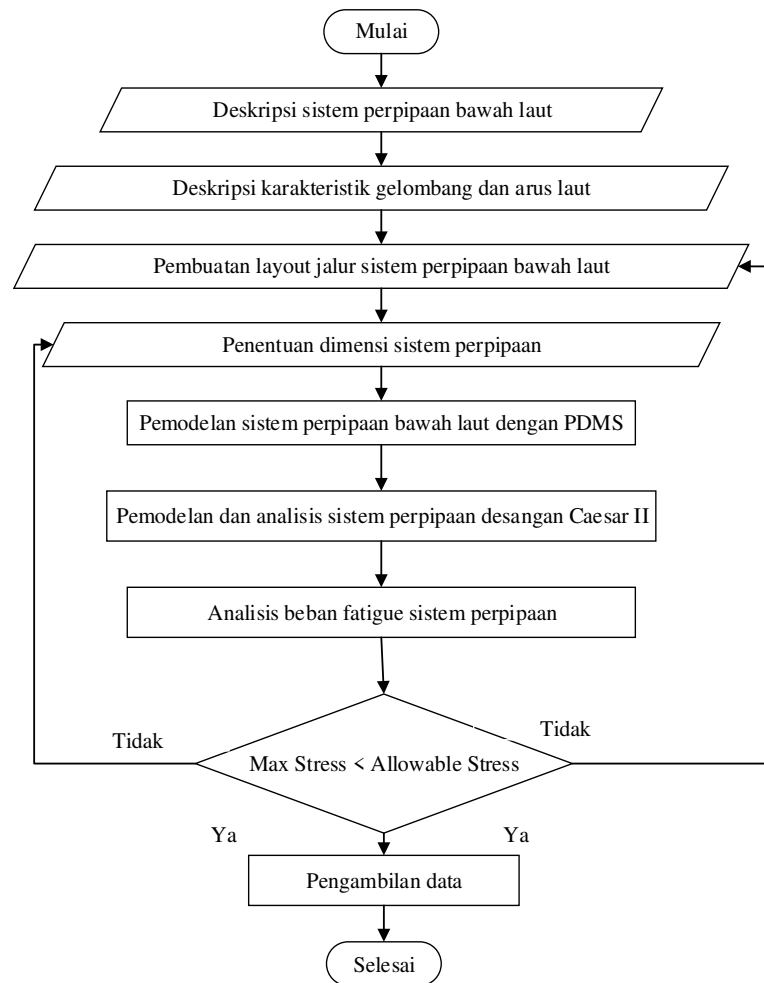 Mulai
Deskripsi sistem perpipaan bawah laut
Deskripsi karakteristik gelombang dan arus laut
Pembuatan layout jalur sistem perpipaan bawah laut
Penentuan dimensi sistem perpipaan
Pemodelan sistem perpipaan bawah laut dengan PDMS
Pemodelan dan analisis sistem perpipaan desangan Caesar II
Analisis beban fatigue sistem perpipaan
Tidak
Tidak
Max Stress < Allowable Stress
Ya
Ya
Pengambilan data
Selesai